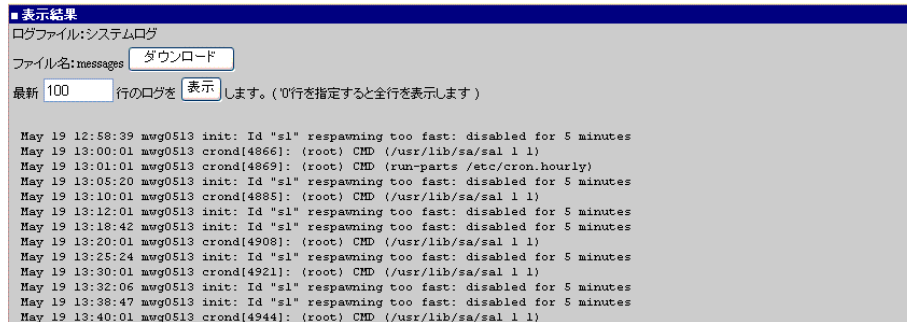 ■表示結果
ログファイル:システムログ
ファイル名:messages ダウンロード
最新 100 行のログを 表示 します。( '0'行を指定すると全行を表示します )
May 19 12:58:39 mwg0513 init: Id "s1" respawning too fast: disabled for 5 minutes
May 19 13:00:01 mwg0513 crond[4866]: (root) CMD (/usr/lib/sa/sa1 1 1)
May 19 13:01:01 mwg0513 crond[4869]: (root) CMD (run-parts /etc/cron.hourly)
May 19 13:05:20 mwg0513 init: Id "s1" respawning too fast: disabled for 5 minutes
May 19 13:10:01 mwg0513 crond[4885]: (root) CMD (/usr/lib/sa/sa1 1 1)
May 19 13:12:01 mwg0513 init: Id "s1" respawning too fast: disabled for 5 minutes
May 19 13:18:42 mwg0513 init: Id "s1" respawning too fast: disabled for 5 minutes
May 19 13:20:01 mwg0513 crond[4908]: (root) CMD (/usr/lib/sa/sa1 1 1)
May 19 13:25:24 mwg0513 init: Id "s1" respawning too fast: disabled for 5 minutes
May 19 13:30:01 mwg0513 crond[4921]: (root) CMD (/usr/lib/sa/sa1 1 1)
May 19 13:32:06 mwg0513 init: Id "s1" respawning too fast: disabled for 5 minutes
May 19 13:38:47 mwg0513 init: Id "s1" respawning too fast: disabled for 5 minutes
May 19 13:40:01 mwg0513 crond[4944]: (root) CMD (/usr/lib/sa/sa1 1 1)